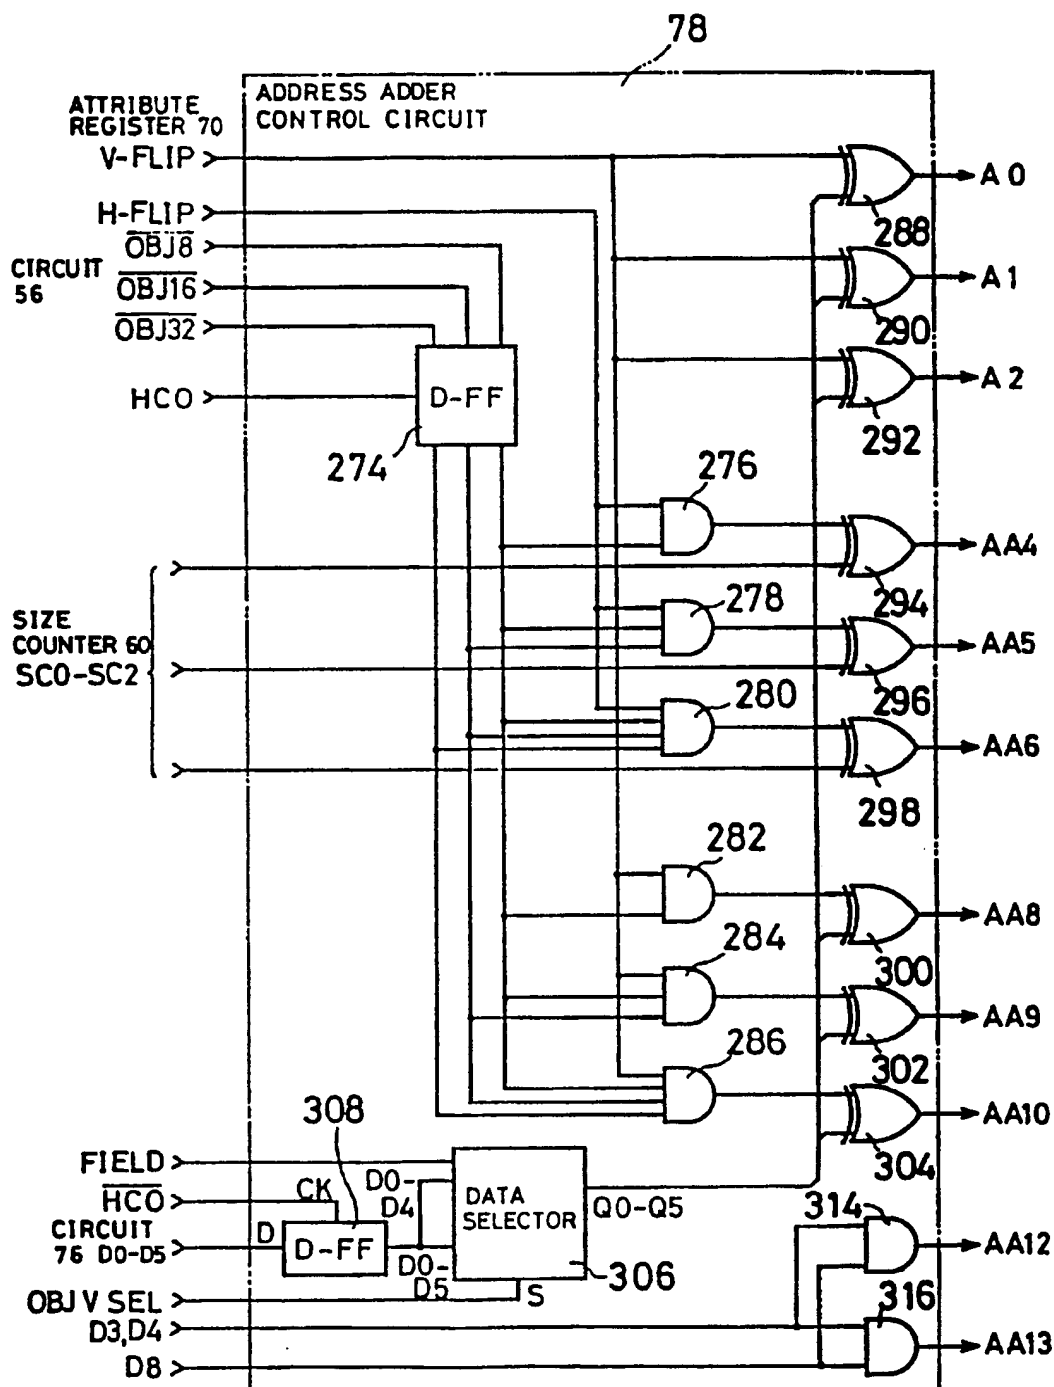 78
ADDRESS ADDER
CONTROL CIRCUIT
ATTRIBUTE
REGISTER 70
V-FLIP
A0
288
H-FLIP
OBJ8
CIRCUIT
56
OBJ16
A1
290
OBJ32
HC0
D-FF
274
A2
292
276
AA4
294
278
SIZE
COUNTER 60
SC0-SC2
AA5
296
280
AA6
298
282
AA8
300
284
AA9
302
286
AA10
304
308
FIELD
HC0
CK
D0-
D4
DATA
SELECTOR
Q0-Q5
CIRCUIT
76 D0-D5
D
D-FF
D0-
D5
306
314
AA12
OBJ V SEL
S
316
D3,D4
AA13
D8